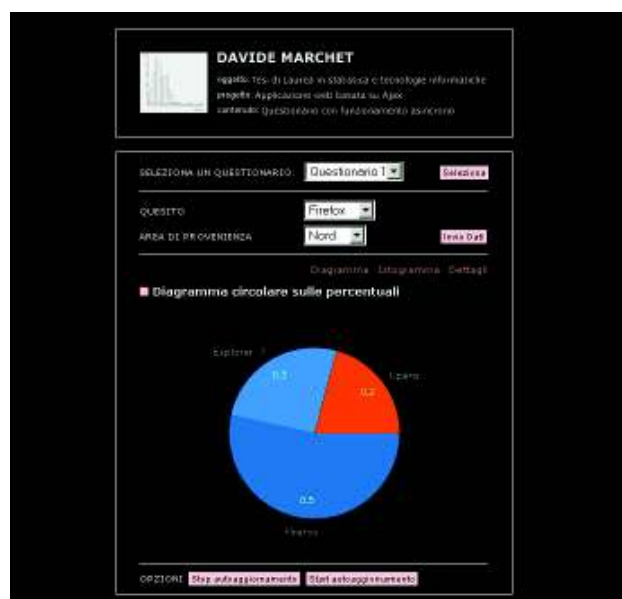 DAVIDE MARCHET
oggetto: Tesi di Laurea in statistica e tecnologie informatiche
progetto: Applicazione web basata su Ajax
contenuto: Questionario con funzionamento asincrono
SELEZIONA UN QUESTIONARIO: Questionario 1 Seleziona
QUESITO Firefox
AREA DI PROVENIENZA Nord Invia Dati
Diagramma Istogramma Dettagli
Diagramma circolare sulle percentuali
Explorer 7
0.3
0.2
0.5
Firefox
OPZIONI Stop autoaggiornamento Start autoaggiornamento